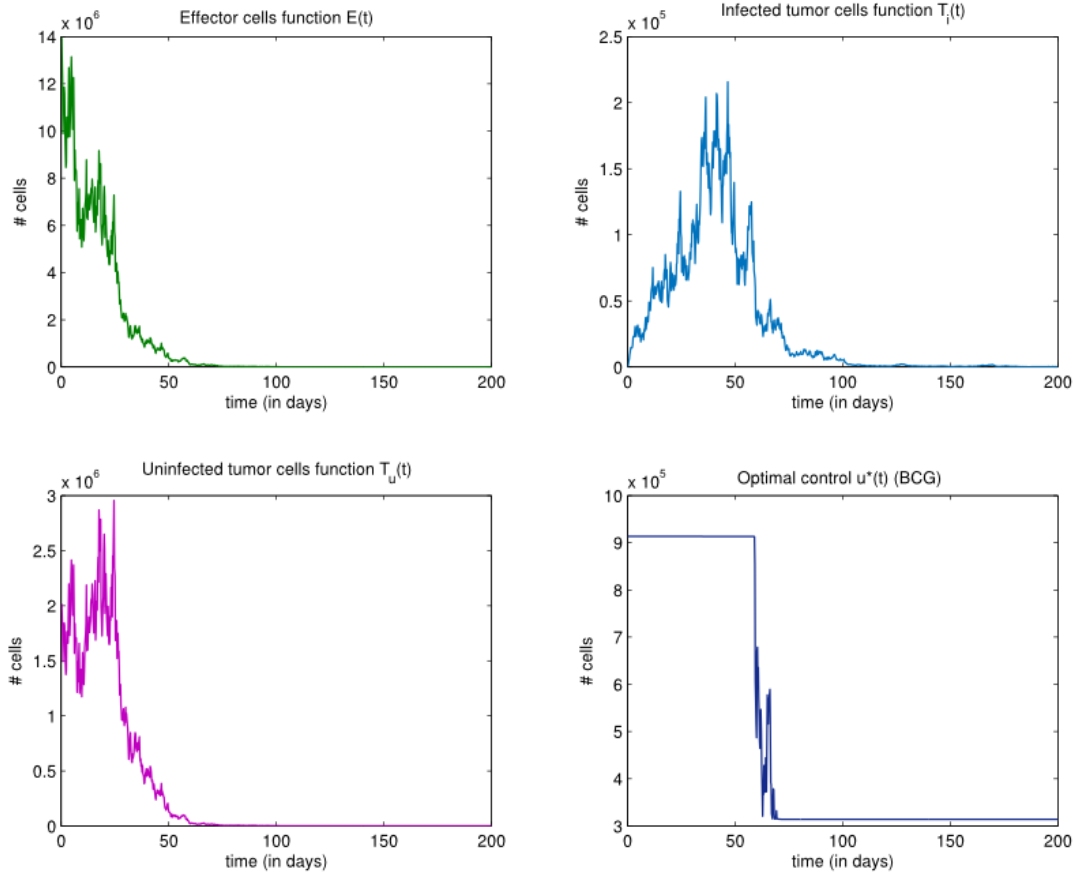 Effector cells function E(t)
x 10^6
14
12
10
8
6
4
2
0
# cells
0 50 100 150 200
time (in days)
Infected tumor cells function T_i(t)
x 10^5
2.5
2
1.5
1
0.5
0
# cells
0 50 100 150 200
time (in days)
Uninfected tumor cells function T_u(t)
x 10^6
3
2.5
2
1.5
1
0.5
0
# cells
0 50 100 150 200
time (in days)
Optimal control u*(t) (BCG)
x 10^5
10
9
8
7
6
5
4
3
# cells
0 50 100 150 200
time (in days)